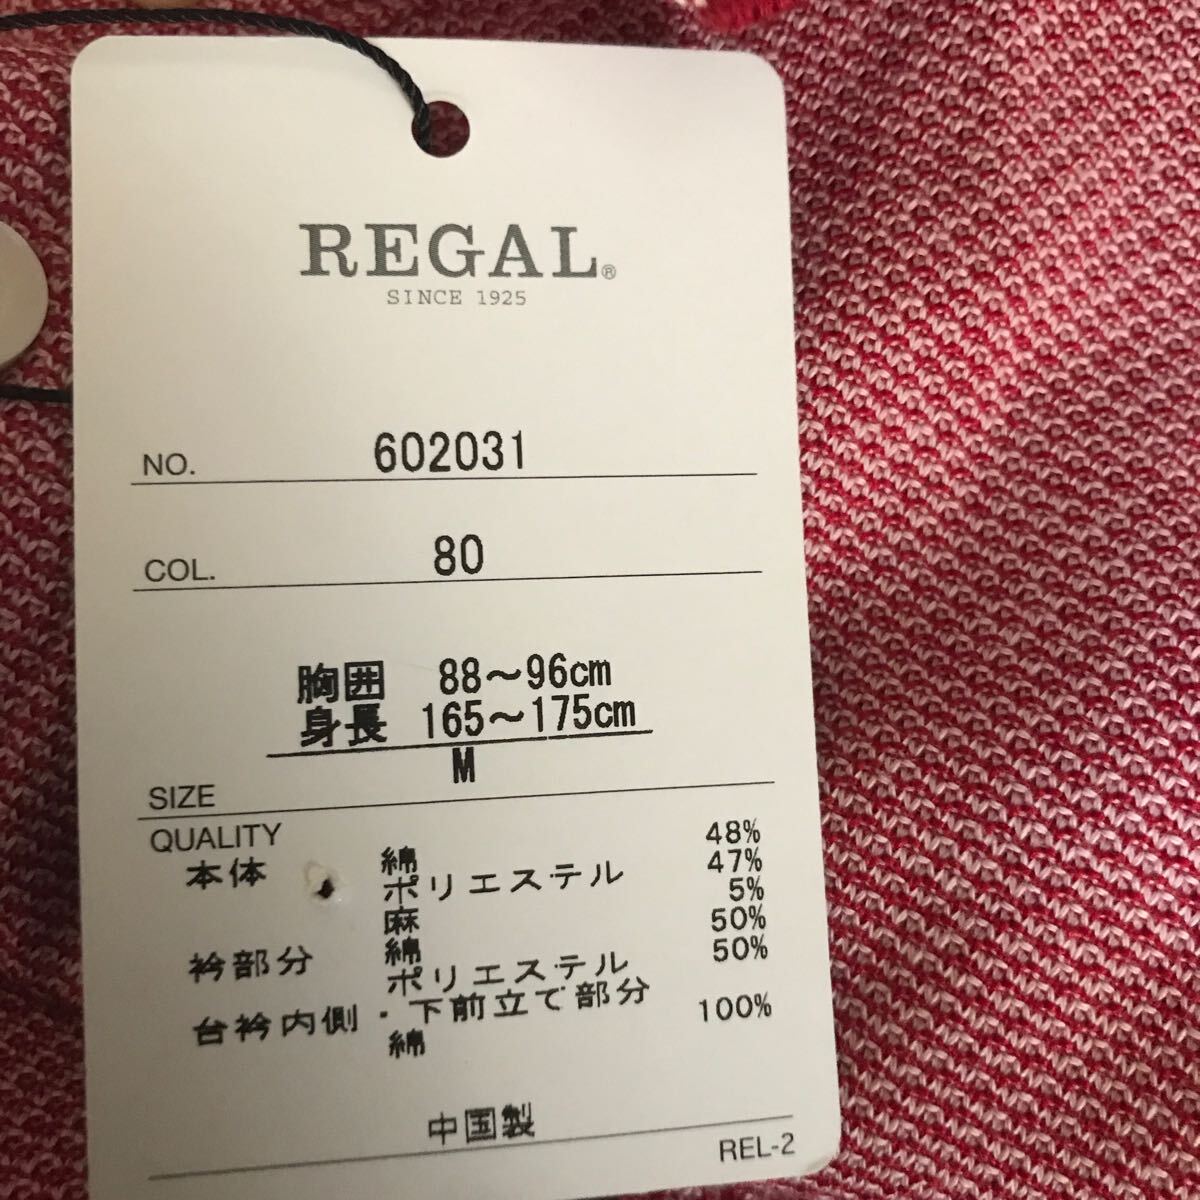 REGAL®
SINCE 1925
NO. 602031
COL. 80
胸囲 88～96cm
身長 165～175cm
M
SIZE
QUALITY
本体 綿 48%
ポリエステル 47%
麻 5%
衿部分 綿 50%
ポリエステル 50%
台衿内側・下前立て部分
綿 100%
中国製
REL-2